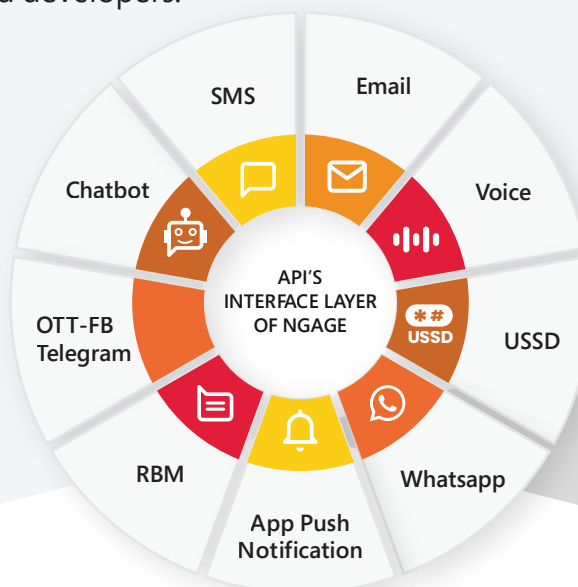 developers.
SMS
Email
Voice
*#
USSD
USSD
Whatsapp
App Push
Notification
RBM
OTT-FB
Telegram
Chatbot
API'S
INTERFACE LAYER
OF NGAGE